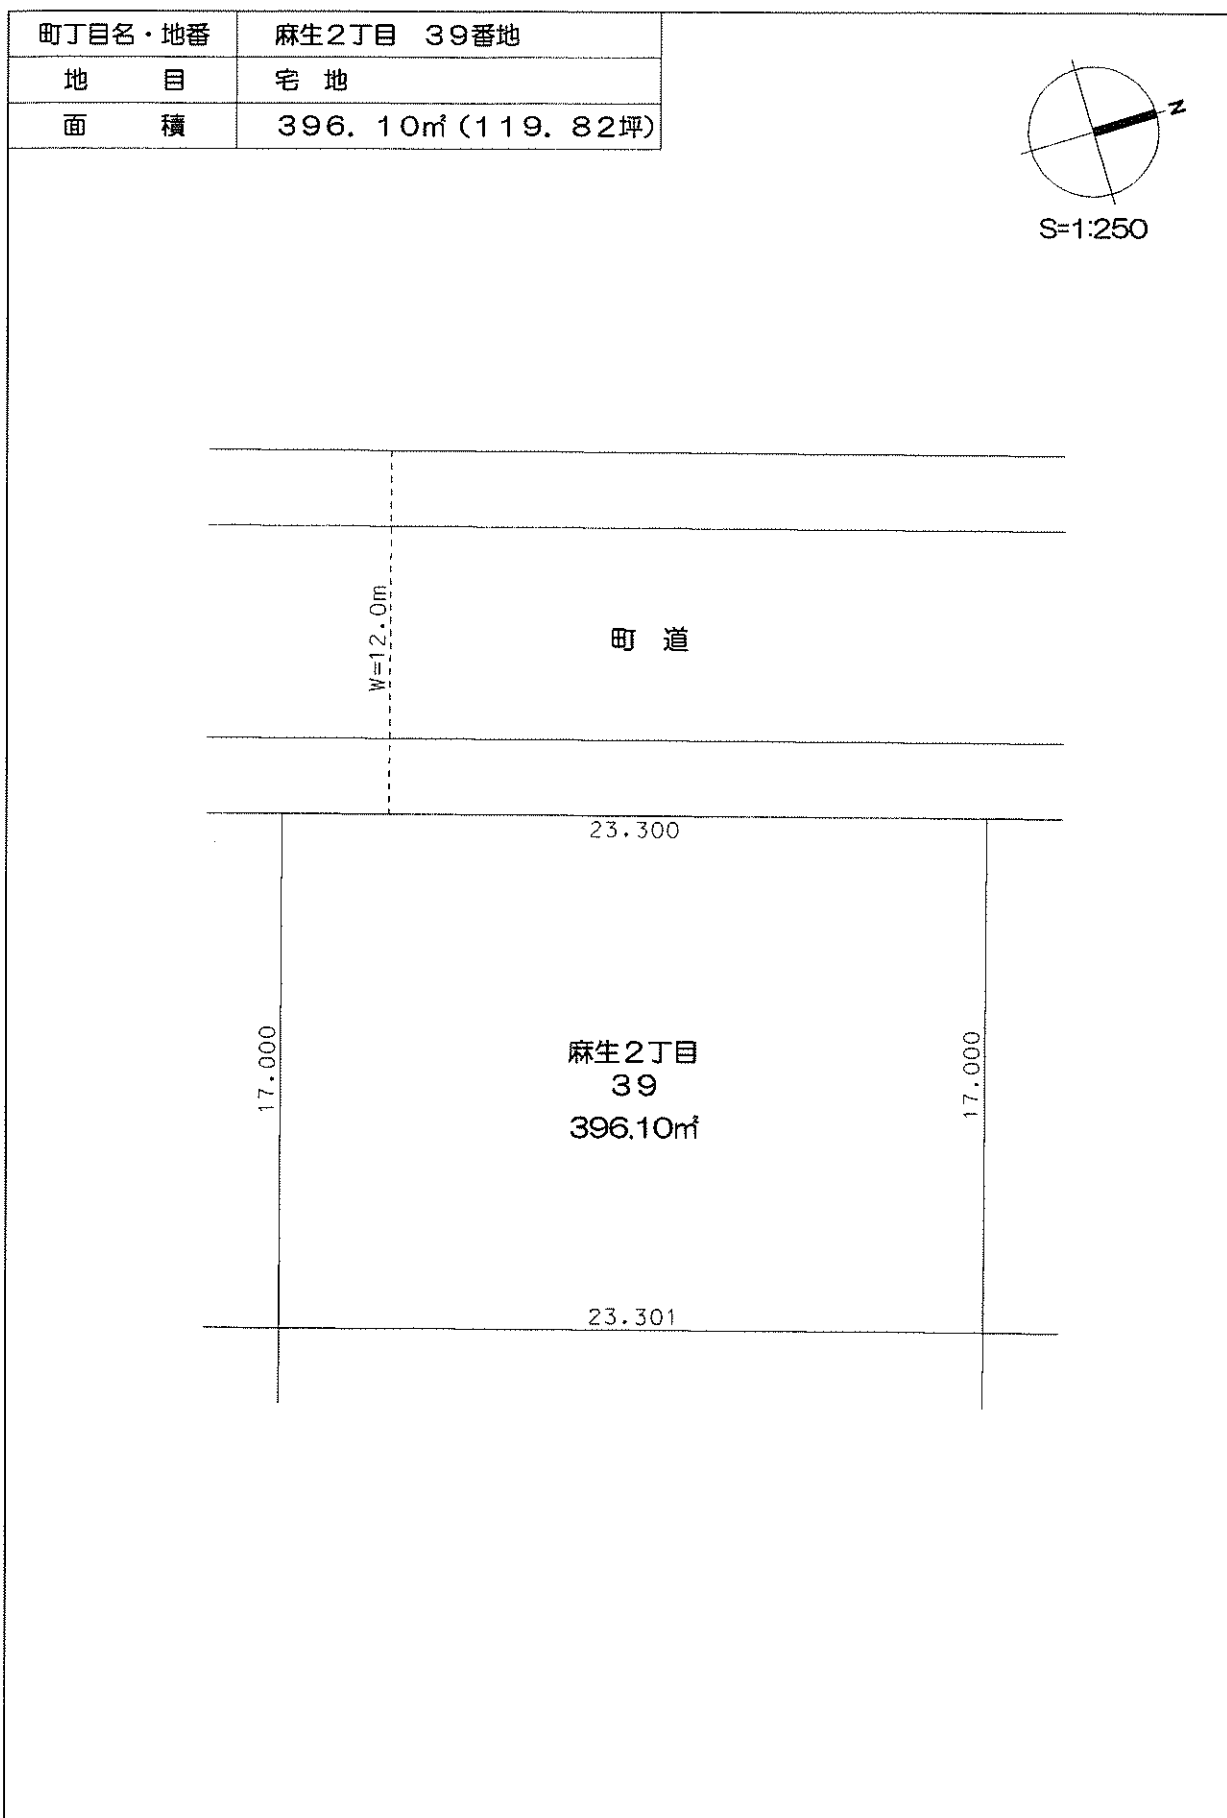 町丁目名・地番 麻生2丁目 39番地
地目 宅地
面積 396.10㎡(119.82坪)
N
S=1:250
W=12.0m
町道
23.300
17.000
麻生2丁目
39
396.10㎡
17.000
23.301